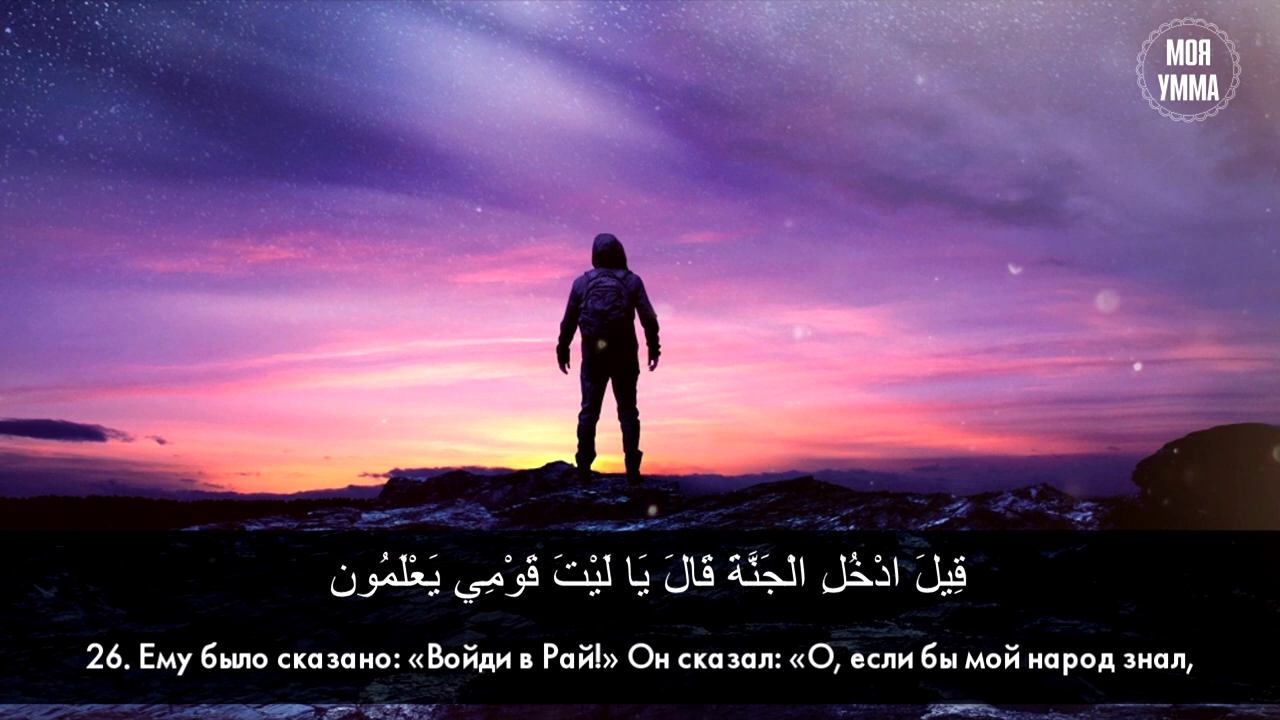 МОЯ
УММА
قِيلَ ادْخُلِ الْجَنَّةَ قَالَ يَا لَيْتَ قَوْمِي يَعْلَمُون
26. Ему было сказано: «Войди в Рай!» Он сказал: «О, если бы мой народ знал,